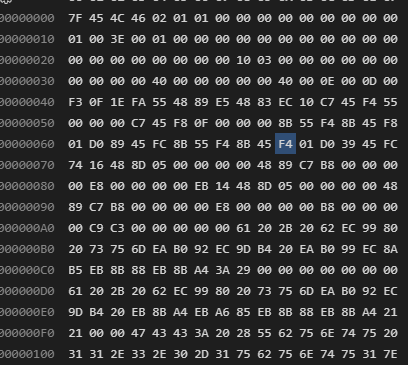 00000000 7F 45 4C 46 02 01 01 00 00 00 00 00 00 00 00 00
00000010 01 00 3E 00 01 00 00 00 00 00 00 00 00 00 00 00
00000020 00 00 00 00 00 00 00 00 10 03 00 00 00 00 00 00
00000030 00 00 00 00 40 00 00 00 00 00 40 00 0E 00 0D 00
00000040 F3 0F 1E FA 55 48 89 E5 48 83 EC 10 C7 45 F4 55
00000050 00 00 00 C7 45 F8 0F 00 00 00 8B 55 F4 8B 45 F8
00000060 01 D0 89 45 FC 8B 55 F4 8B 45 F4 01 D0 39 45 FC
00000070 74 16 48 8D 05 00 00 00 00 48 89 C7 B8 00 00 00
00000080 00 E8 00 00 00 00 EB 14 48 8D 05 00 00 00 00 48
00000090 89 C7 B8 00 00 00 00 E8 00 00 00 00 B8 00 00 00
000000A0 00 C9 C3 00 00 00 00 00 61 20 2B 20 62 EC 99 80
000000B0 20 73 75 6D EA B0 92 EC 9D B4 20 EA B0 99 EC 8A
000000C0 B5 EB 8B 88 EB 8B A4 3A 29 00 00 00 00 00 00 00
000000D0 61 20 2B 20 62 EC 99 80 20 73 75 6D EA B0 92 EC
000000E0 9D B4 20 EB 8B A4 EB A6 85 EB 8B 88 EB 8B A4 21
000000F0 21 00 00 47 43 43 3A 20 28 55 62 75 6E 74 75 20
00000100 31 31 2E 33 2E 30 2D 31 75 62 75 6E 74 75 31 7E